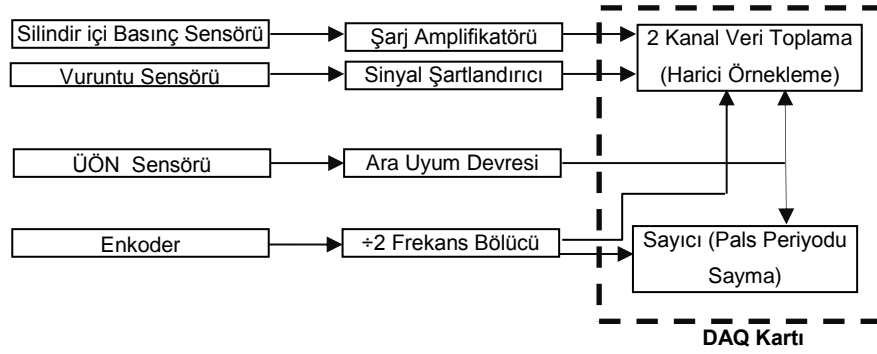 Silindir içi Basınç Sensörü
Şarj Amplifikatörü
2 Kanal Veri Toplama
(Harici Örnekleme)
Vuruntu Sensörü
Sinyal Şartlandırıcı
ÜÖN Sensörü
Ara Uyum Devresi
Enkoder
÷2 Frekans Bölücü
Sayıcı (Pals Periyodu
Sayma)
DAQ Kartı